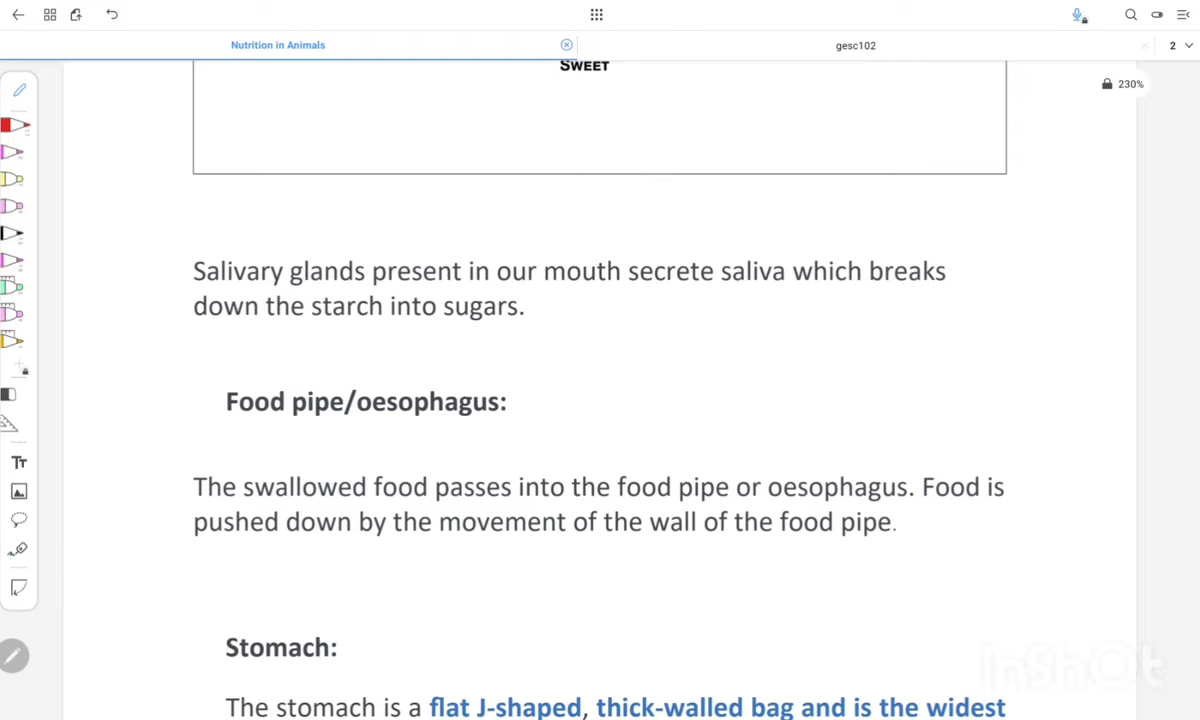 Nutrition in Animals
gesc102
2
230%
SWEET
Salivary glands present in our mouth secrete saliva which breaks
down the starch into sugars.
Food pipe/oesophagus:
The swallowed food passes into the food pipe or oesophagus. Food is
pushed down by the movement of the wall of the food pipe.
Stomach:
The stomach is a flat J-shaped, thick-walled bag and is the widest
Tт
InShOt